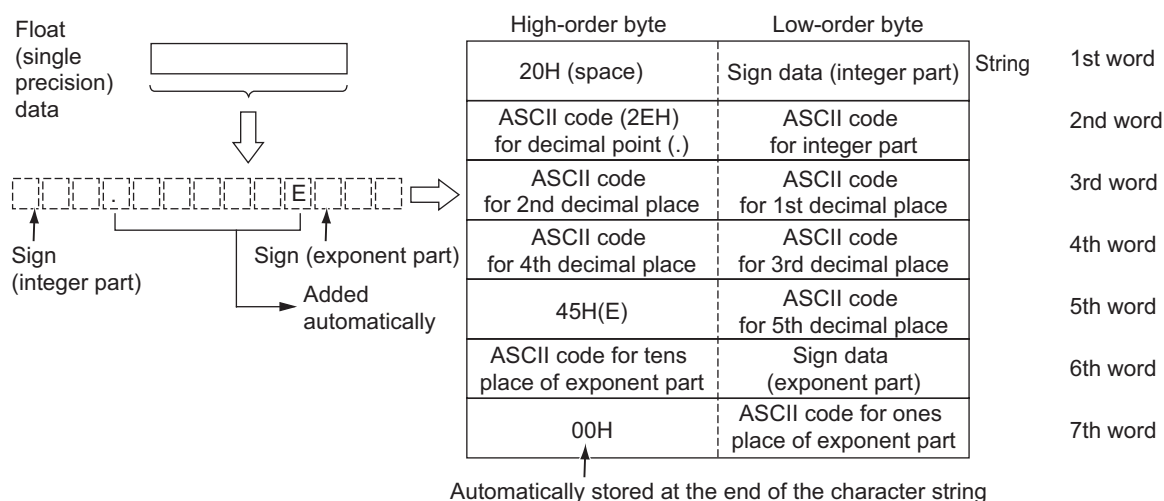 Float
(single
precision)
data
.
E
Sign
(integer part)
Sign (exponent part)
Added
automatically
High-order byte
Low-order byte
20H (space)
Sign data (integer part)
String
1st word
ASCII code (2EH)
for decimal point (.)
ASCII code
for integer part
2nd word
ASCII code
for 2nd decimal place
ASCII code
for 1st decimal place
3rd word
ASCII code
for 4th decimal place
ASCII code
for 3rd decimal place
4th word
45H(E)
ASCII code
for 5th decimal place
5th word
ASCII code for tens
place of exponent part
Sign data
(exponent part)
6th word
00H
ASCII code for ones
place of exponent part
7th word
Automatically stored at the end of the character string